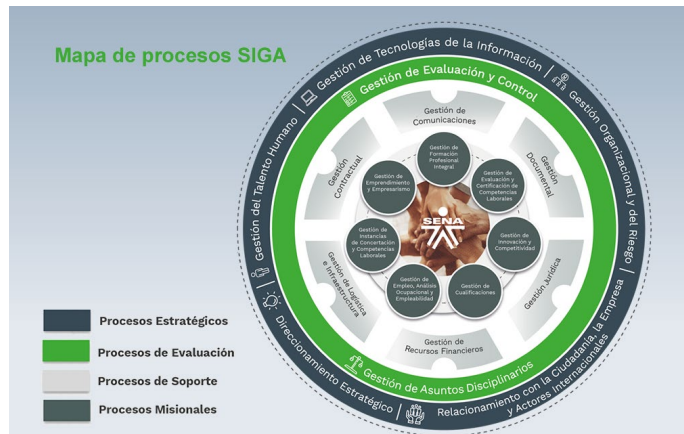 Mapa de procesos SIGA
Gestión de Tecnologías de la Información
Gestión Organizacional y del Riesgo
Relacionamiento con la Ciudadanía, la Empresa
y Actores Internacionales
Direccionamiento Estratégico
Gestión del Talento Humano
Gestión de Evaluación y Control
Gestión de Asuntos Disciplinarios
Gestión de
Comunicaciones
Gestión
Documental
Gestión Jurídica
Gestión de
Recursos Financieros
Gestión de Logística
e Infraestructura
Gestión
Contractual
Gestión de
Formación
Profesional
Integral
Gestión de
Evaluación y
Certificación de
Competencias
Laborales
Gestión de
Innovación y
Competitividad
Gestión de
Cualificaciones
Gestión de
Empleo, Análisis
Ocupacional y
Empleabilidad
Gestión de
Instancias
de Concertación
y Competencias
Laborales
Gestión de
Emprendimiento
y Empresarismo
SENA
Procesos Estratégicos
Procesos de Evaluación
Procesos de Soporte
Procesos Misionales